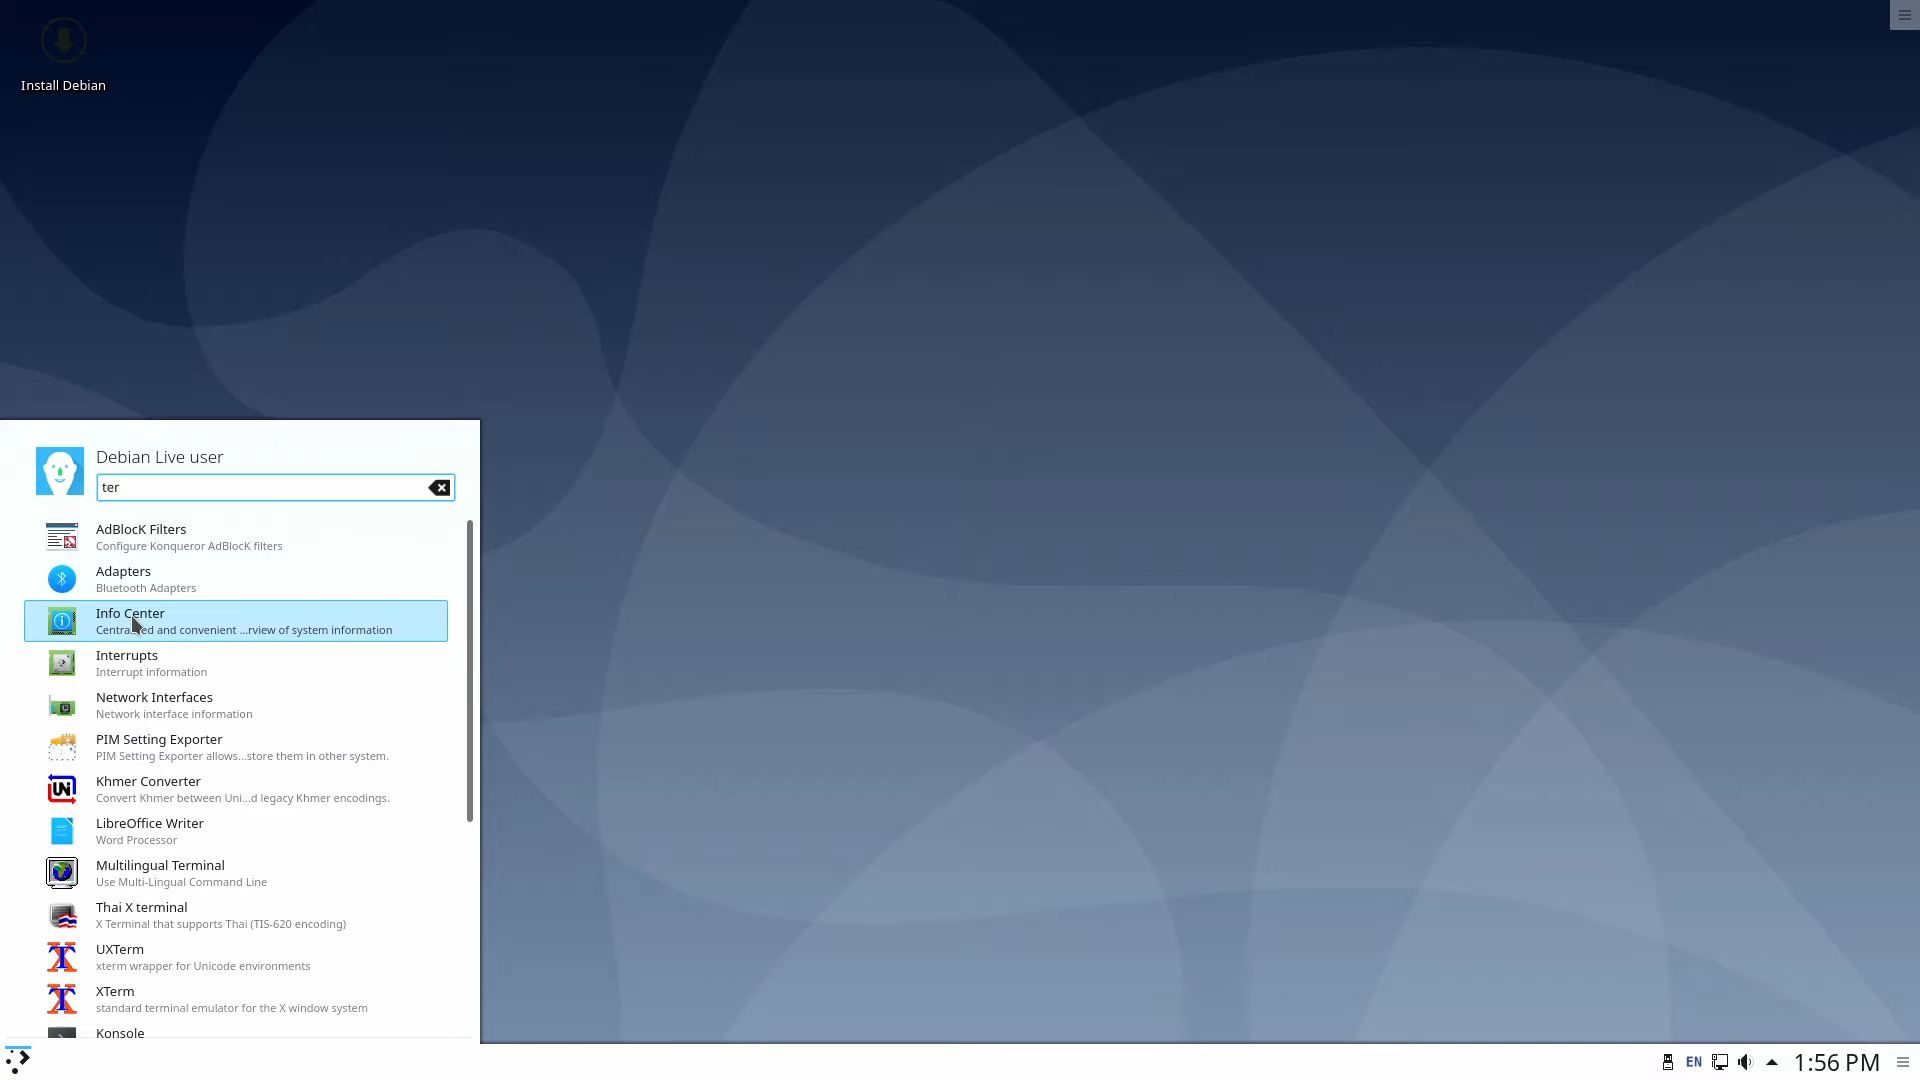 Install Debian
Debian Live user
ter
AdBlocK Filters
Configure Konqueror AdBlocK filters
Adapters
Bluetooth Adapters
Info Center
Centra ed and convenient ...rview of system information
Interrupts
Interrupt information
Network Interfaces
Network interface information
PIM Setting Exporter
PIM Setting Exporter allows...store them in other system.
Khmer Converter
Convert Khmer between Uni...d legacy Khmer encodings.
LibreOffice Writer
Word Processor
Multilingual Terminal
Use Multi-Lingual Command Line
Thai X terminal
X Terminal that supports Thai (TIS-620 encoding)
UXTerm
xterm wrapper for Unicode environments
XTerm
standard terminal emulator for the X window system
Konsole
EN
1:56 PM